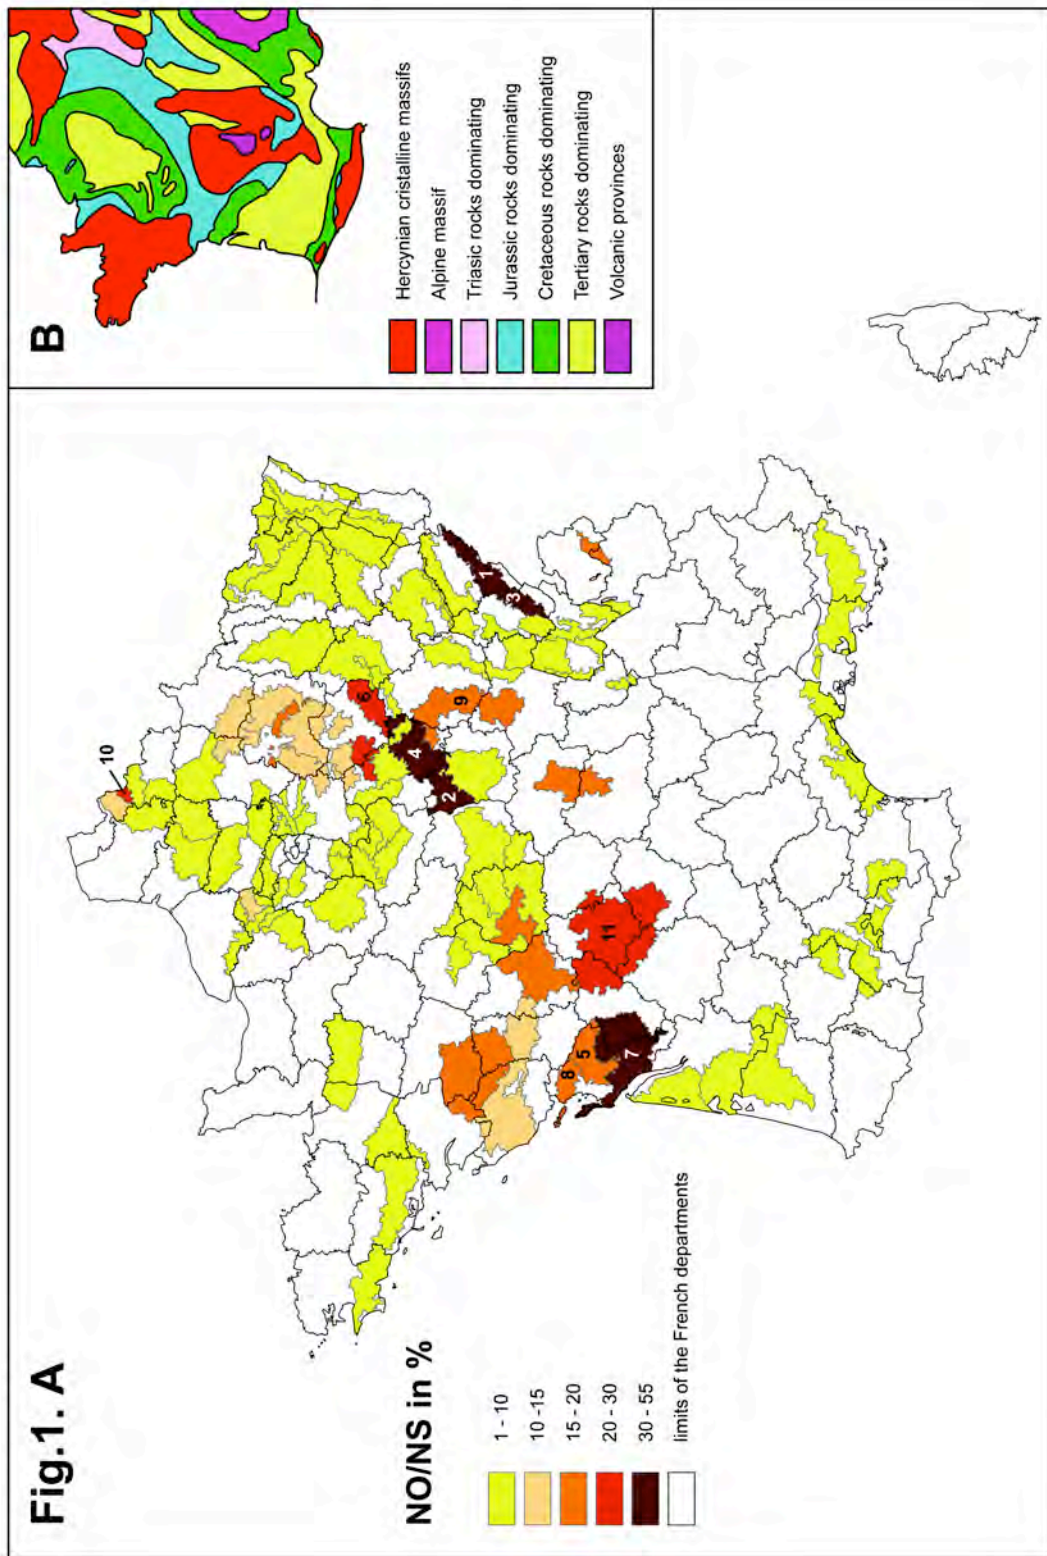 Fig.1. A
NO/NS in %
1 - 10
10 -15
15 - 20
20 - 30
30 - 55
limits of the French departments
10
6
9
4
2
1
3
11
8
5
7
B
Hercynian cristalline massifs
Alpine massif
Triasic rocks dominating
Jurassic rocks dominating
Cretaceous rocks dominating
Tertiary rocks dominating
Volcanic provinces